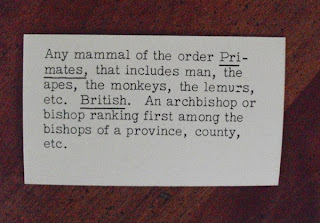 Any mammal of the order Pri-
mates, that includes man, the
apes, the monkeys, the lemurs,
etc. British. An archbishop or
bishop ranking first among the
bishops of a province, county,
etc.